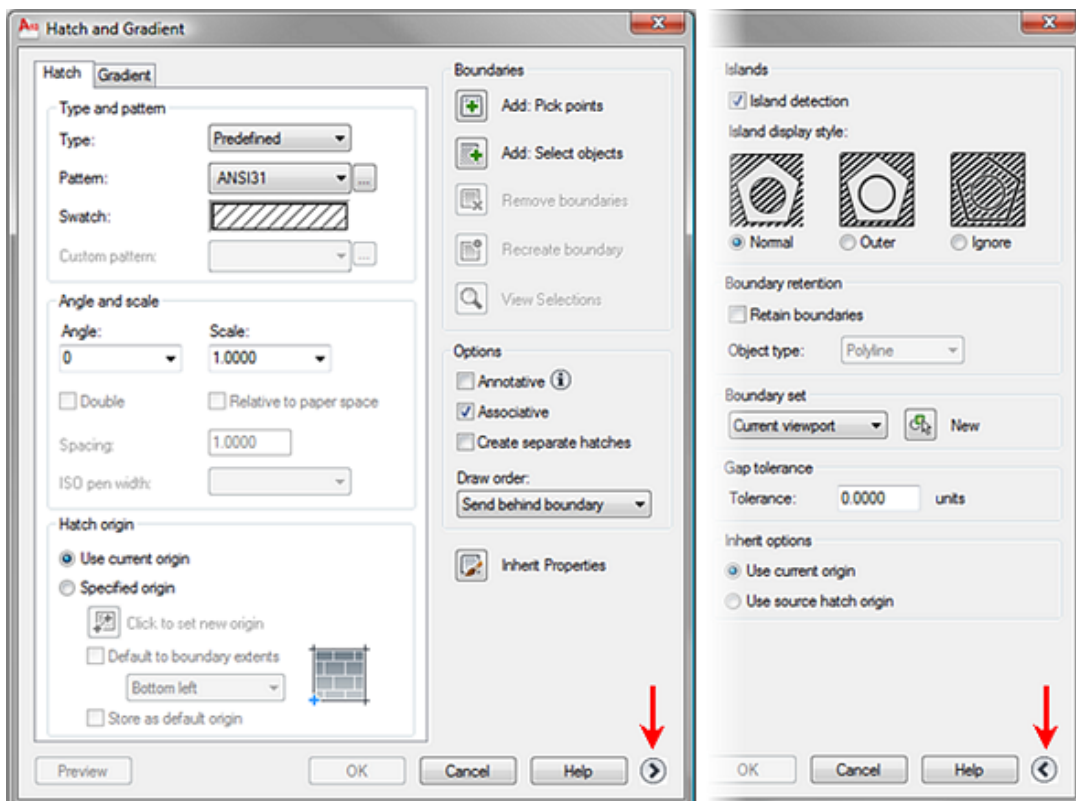 Hatch and Gradient
Hatch Gradient
Type and pattern
Type: Predefined
Pattern: ANSI31 ...
Swatch:
Custom pattern: ...
Angle and scale
Angle: Scale:
0 1.0000
Double Relative to paper space
Spacing: 1.0000
ISO pen width:
Hatch origin
Use current origin
Specified origin
Click to set new origin
Default to boundary extents
Bottom left
Store as default origin
Preview OK Cancel Help
Boundaries
Add: Pick points
Add: Select objects
Remove boundaries
Recreate boundary
View Selections
Options
Annotative
Associative
Create separate hatches
Draw order:
Send behind boundary
Inherit Properties
Islands
Island detection
Island display style:
Normal Outer Ignore
Boundary retention
Retain boundaries
Object type: Polyline
Boundary set
Current viewport New
Gap tolerance
Tolerance: 0.0000 units
Inherit options
Use current origin
Use source hatch origin
OK Cancel Help